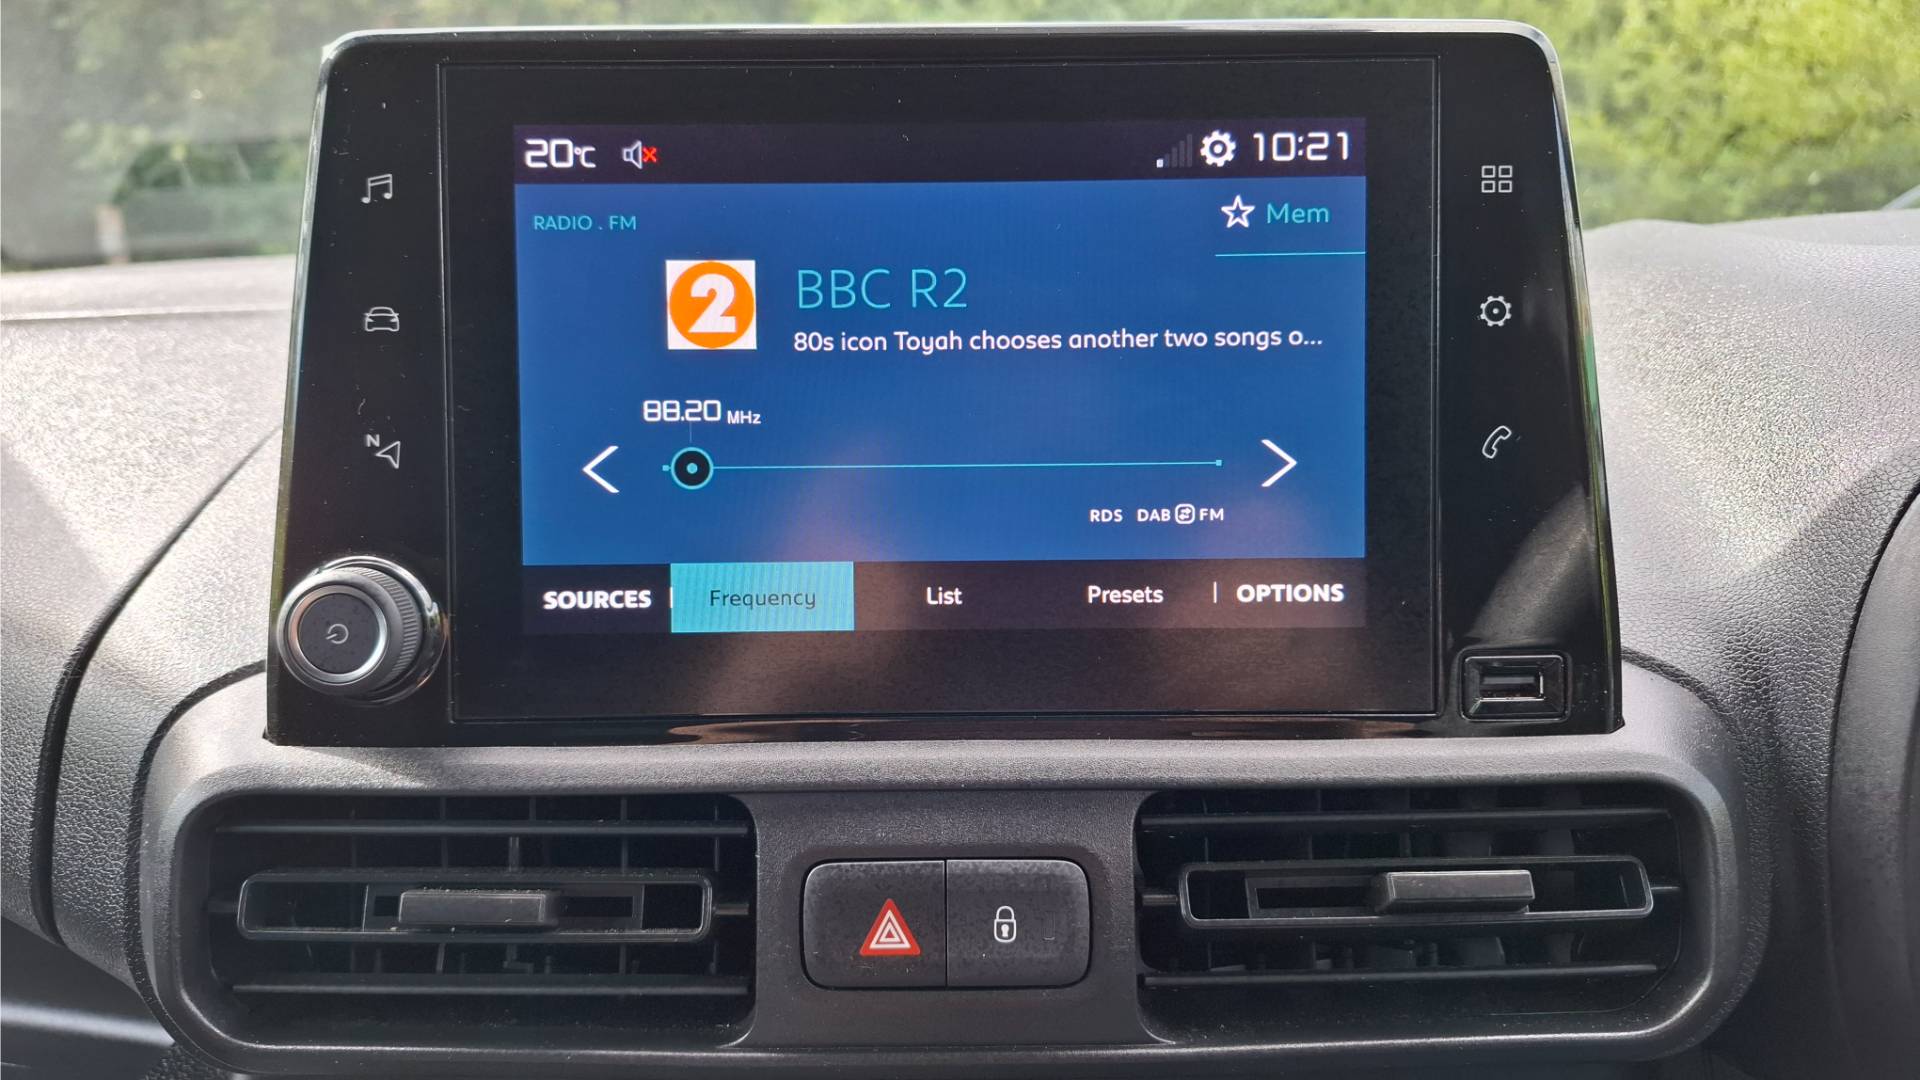 20°C 10:21
RADIO . FM
Mem
2
BBC R2
80s icon Toyah chooses another two songs o...
88.20 MHz
RDS DAB FM
SOURCES | Frequency List Presets | OPTIONS
N